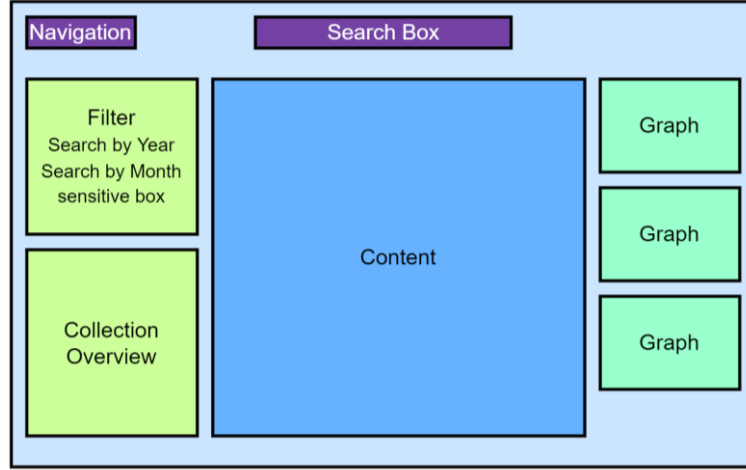 Navigation
Search Box
Filter
Search by Year
Search by Month
sensitive box
Collection
Overview
Content
Graph
Graph
Graph